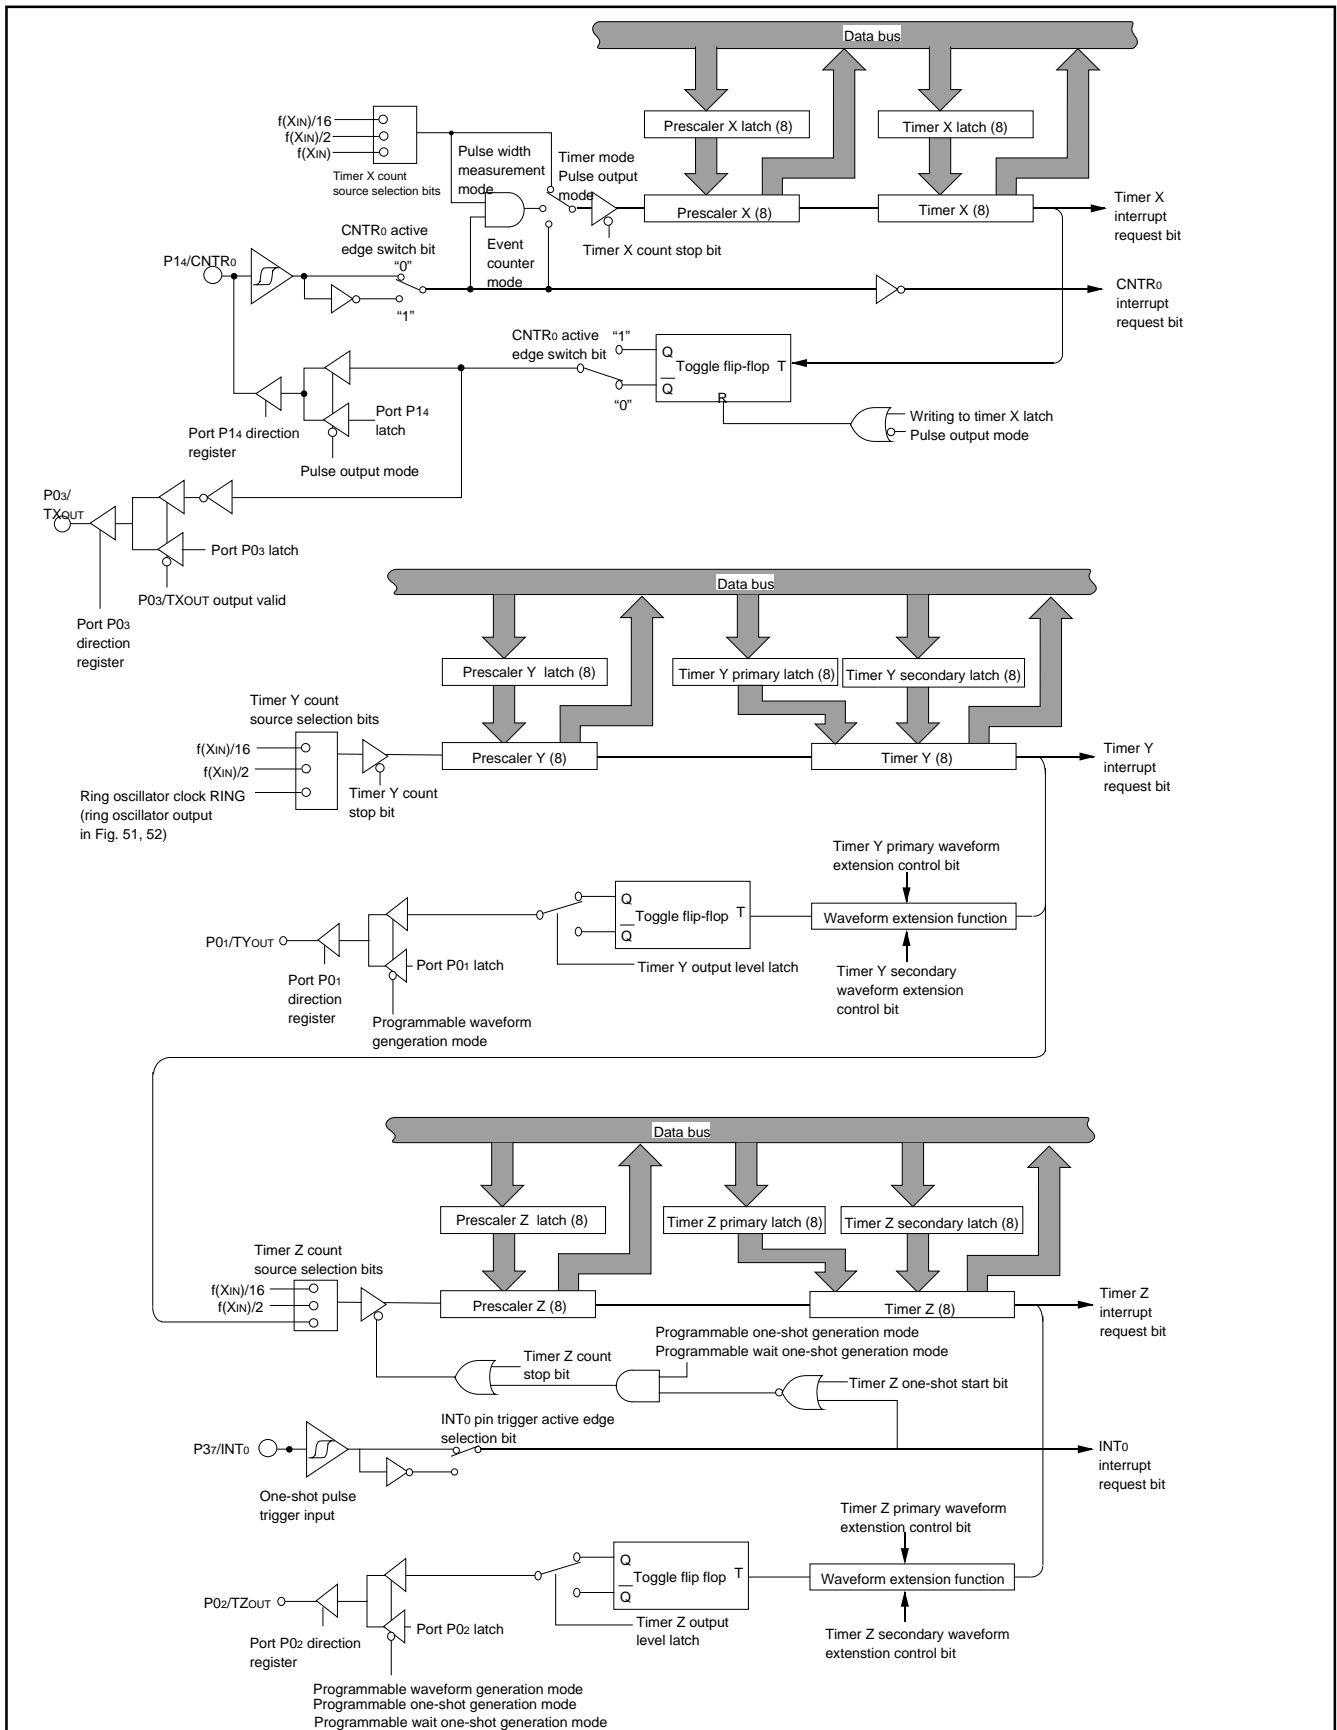 Data bus
Prescaler X latch (8)
Timer X latch (8)
f(XIN)/16
f(XIN)/2
f(XIN)
Timer X count
source selection bits
Pulse width
measurement
mode
Timer mode
Pulse output
mode
Prescaler X (8)
Timer X (8)
Timer X
interrupt
request bit
Timer X count stop bit
CNTR0 active
edge switch bit
"0"
Event
counter
mode
P14/CNTR0
"1"
CNTR0
interrupt
request bit
CNTR0 active
edge switch bit
"1"
Q
Toggle flip-flop
T
Q
R
"0"
Writing to timer X latch
Pulse output mode
Port P14
latch
Port P14 direction
register
Pulse output mode
P03/
TXOUT
Port P03 latch
P03/TXOUT output valid
Port P03
direction
register
Data bus
Prescaler Y latch (8)
Timer Y primary latch (8)
Timer Y secondary latch (8)
Timer Y count
source selection bits
f(XIN)/16
f(XIN)/2
Ring oscillator clock RING
(ring oscillator output
in Fig. 51, 52)
Timer Y count
stop bit
Prescaler Y (8)
Timer Y (8)
Timer Y
interrupt
request bit
Timer Y primary waveform
extension control bit
Q
Toggle flip-flop
T
Q
Waveform extension function
P01/TYOUT
Port P01 latch
Timer Y output level latch
Port P01
direction
register
Timer Y secondary
waveform extension
control bit
Programmable waveform
gengeration mode
Data bus
Prescaler Z latch (8)
Timer Z primary latch (8)
Timer Z secondary latch (8)
Timer Z count
source selection bits
f(XIN)/16
f(XIN)/2
Prescaler Z (8)
Timer Z (8)
Timer Z
interrupt
request bit
Programmable one-shot generation mode
Programmable wait one-shot generation mode
Timer Z count
stop bit
Timer Z one-shot start bit
INT0 pin trigger active edge
selection bit
P37/INT0
INT0
interrupt
request bit
One-shot pulse
trigger input
Timer Z primary waveform
extenstion control bit
Q
Toggle flip flop
T
Q
Waveform extension function
P02/TZOUT
Port P02 latch
Timer Z output
level latch
Port P02 direction
register
Timer Z secondary waveform
extenstion control bit
Programmable waveform generation mode
Programmable one-shot generation mode
Programmable wait one-shot generation mode